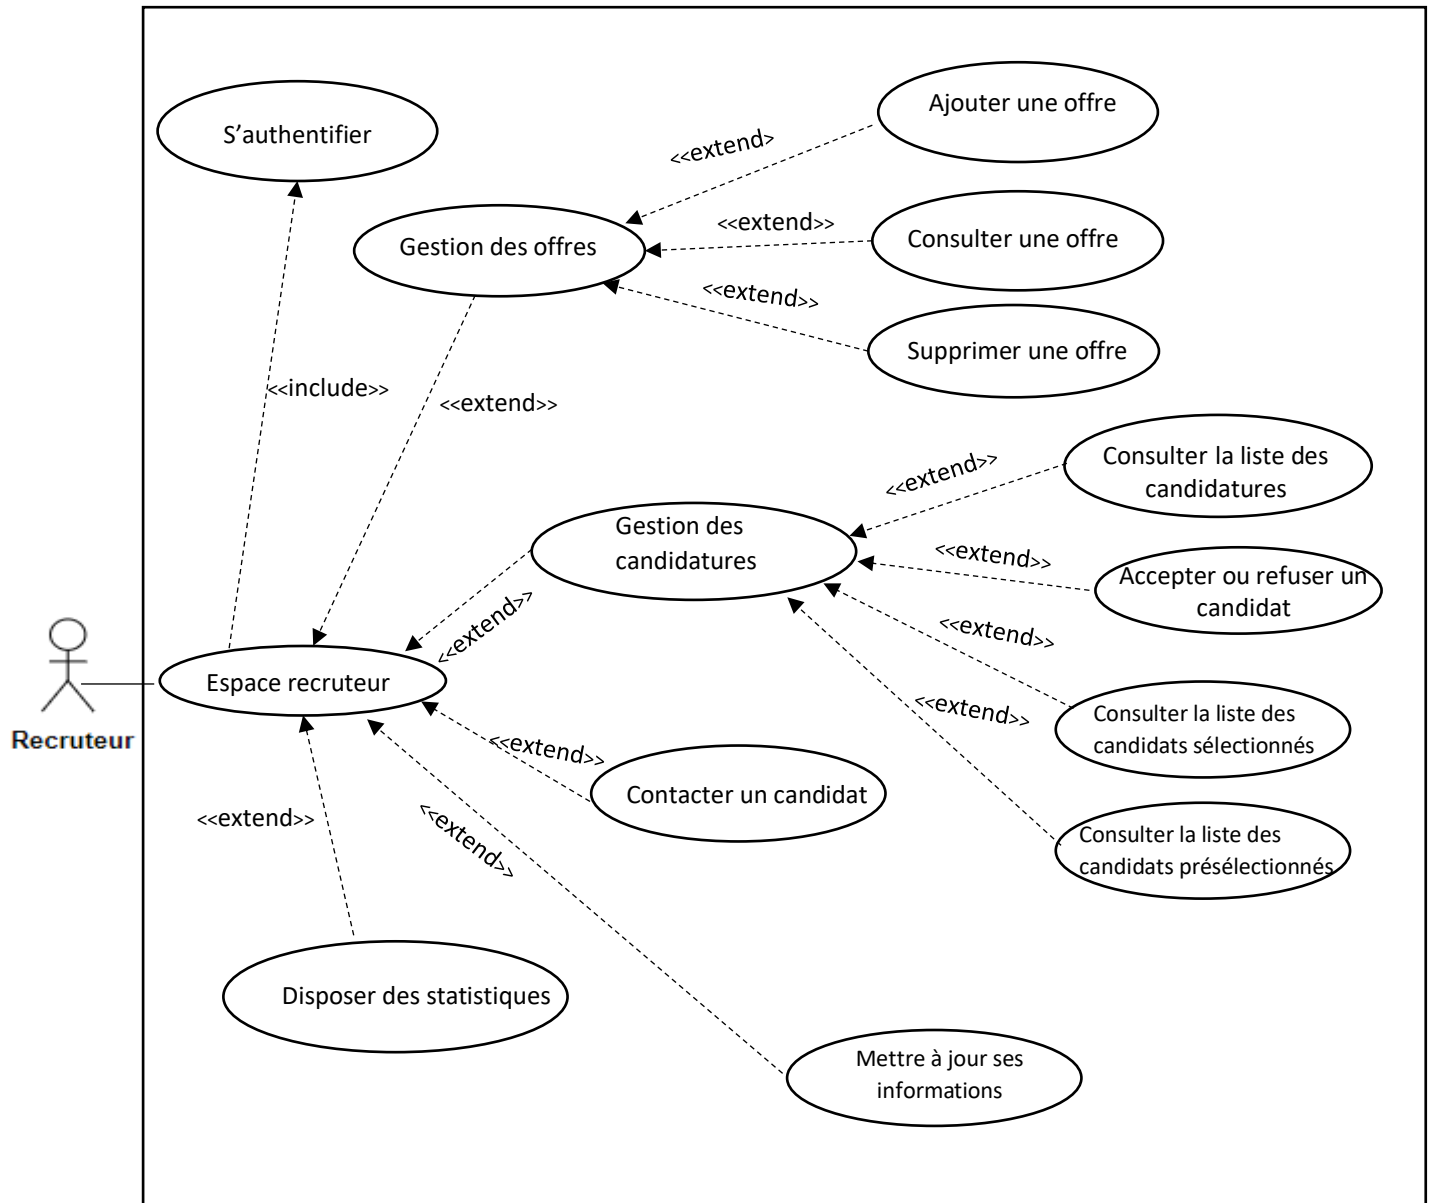 Ajouter une offre
S’authentifier
<<extend>
<<extend>>
Consulter une offre
Gestion des offres
<<extend>>
Supprimer une offre
<<include>>
<<extend>>
Consulter la liste des
candidatures
<<extend>>
Gestion des
candidatures
<<extend>>
Accepter ou refuser un
candidat
<<extend>>
<<extend>>
Espace recruteur
Recruteur
<<extend>>
Consulter la liste des
candidats sélectionnés
<<extend>>
Contacter un candidat
<<extend>>
<<extend>>
Consulter la liste des
candidats présélectionnés
Disposer des statistiques
Mettre à jour ses
informations